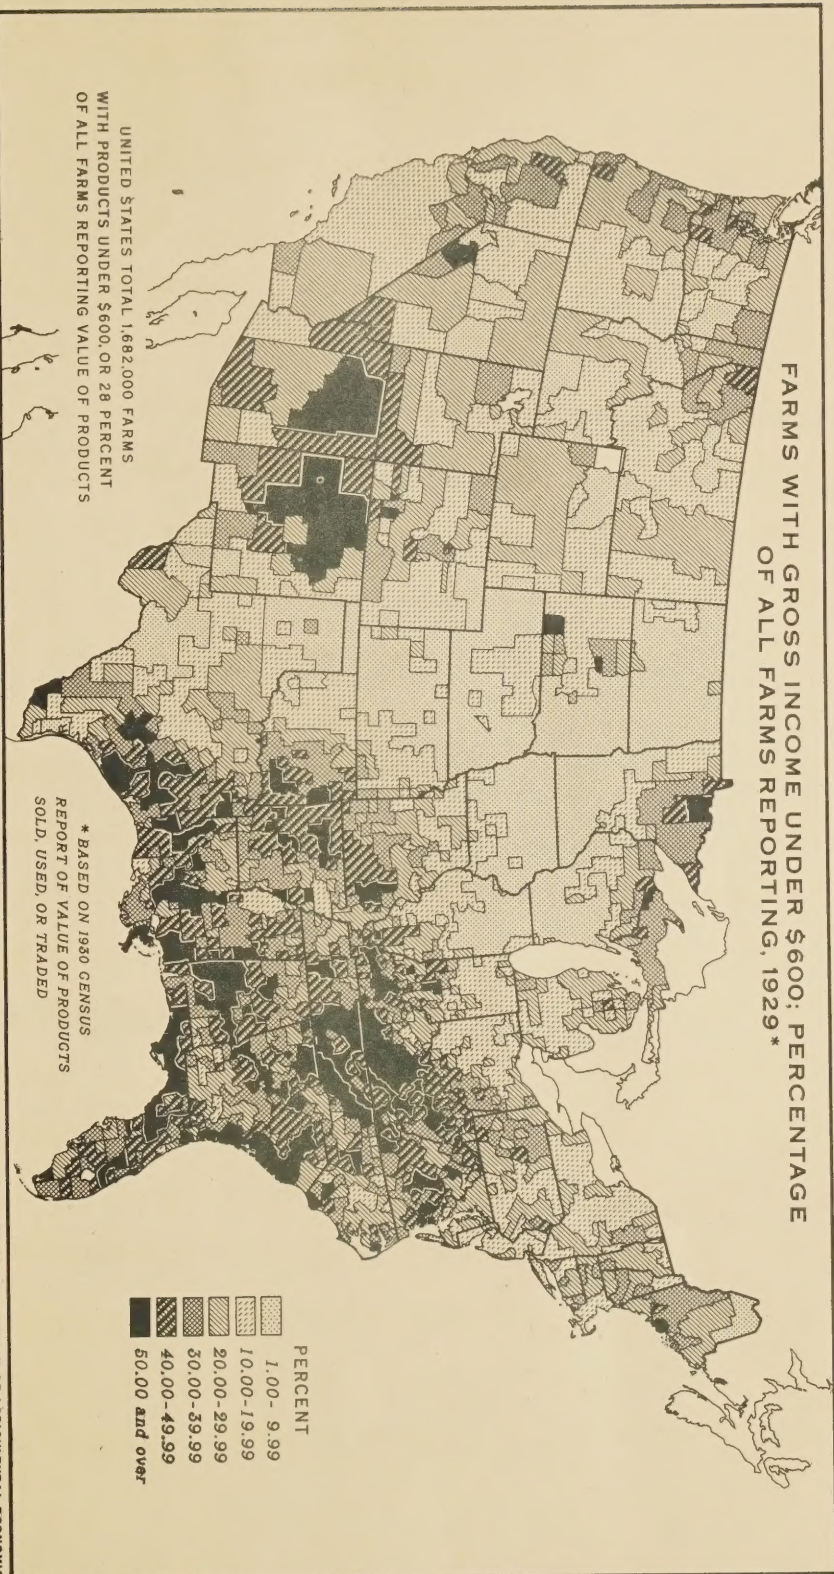 FARMS WITH GROSS INCOME UNDER $600; PERCENTAGE
OF ALL FARMS REPORTING, 1929*
UNITED STATES TOTAL 1,682,000 FARMS
WITH PRODUCTS UNDER $600, OR 28 PERCENT
OF ALL FARMS REPORTING VALUE OF PRODUCTS
* BASED ON 1930 CENSUS
REPORT OF VALUE OF PRODUCTS
SOLD, USED, OR TRADED
PERCENT
1.00 - 9.99
10.00 - 19.99
20.00 - 29.99
30.00 - 39.99
40.00 - 49.99
50.00 and over